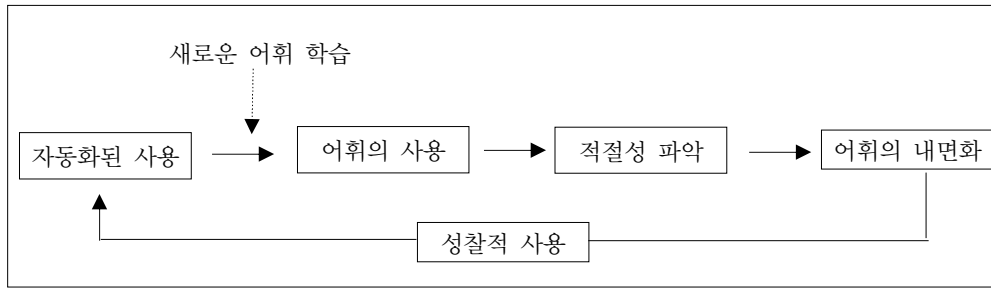 새로운 어휘 학습
자동화된 사용
어휘의 사용
적절성 파악
어휘의 내면화
성찰적 사용